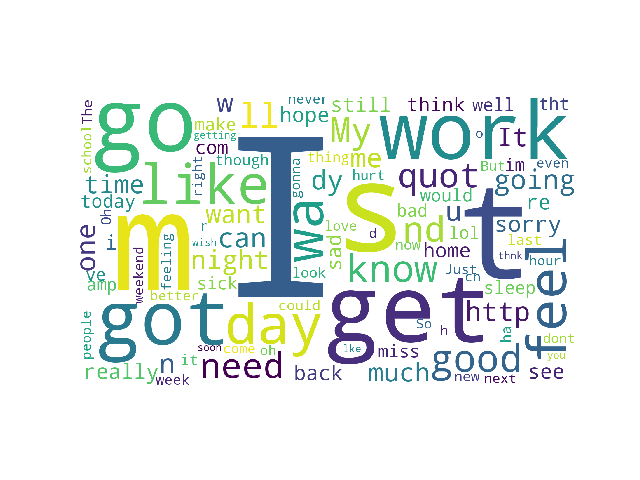 I
m
s
t
go
work
get
got
like
day
wa
feel
good
know
need
going
quot
http
My
nd
ll
night
time
can
want
dy
me
one
u
w
n
i
It
still
hope
think
well
tht
never
make
getting
com
though
right
school
The
today
Oh
ve
amp
weekend
feeling
r
wish
sick
better
people
really
week
it
soon
come
oh
could
look
love
sad
gonna
thing
hurt
bad
now
d
would
lol
home
Just
ch
But
im
o
even
re
sorry
last
thnk
hour
sleep
So
h
ha
dont
you
lke
miss
back
much
new
next
see